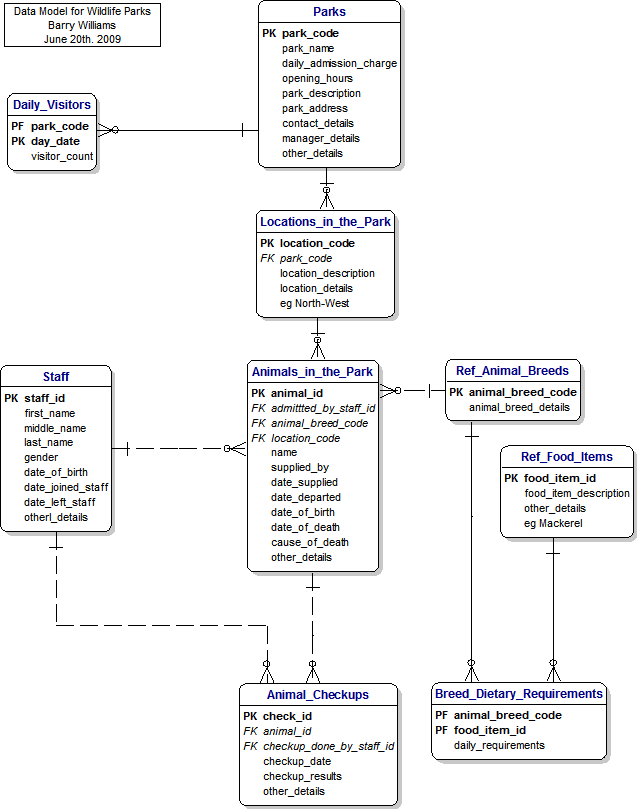 Data Model for Wildlife Parks
Barry Williams
June 20th. 2009
Parks
PK park_code
park_name
daily_admission_charge
opening_hours
park_description
park_address
contact_details
manager_details
other_details
Daily_Visitors
PF park_code
PK day_date
visitor_count
Locations_in_the_Park
PK location_code
FK park_code
location_description
location_details
eg North-West
Staff
PK staff_id
first_name
middle_name
last_name
gender
date_of_birth
date_joined_staff
date_left_staff
otherl_details
Animals_in_the_Park
PK animal_id
FK admittted_by_staff_id
FK animal_breed_code
FK location_code
name
supplied_by
date_supplied
date_departed
date_of_birth
date_of_death
cause_of_death
other_details
Ref_Animal_Breeds
PK animal_breed_code
animal_breed_details
Ref_Food_Items
PK food_item_id
food_item_description
other_details
eg Mackerel
Animal_Checkups
PK check_id
FK animal_id
FK checkup_done_by_staff_id
checkup_date
checkup_results
other_details
Breed_Dietary_Requirements
PF animal_breed_code
PF food_item_id
daily_requirements